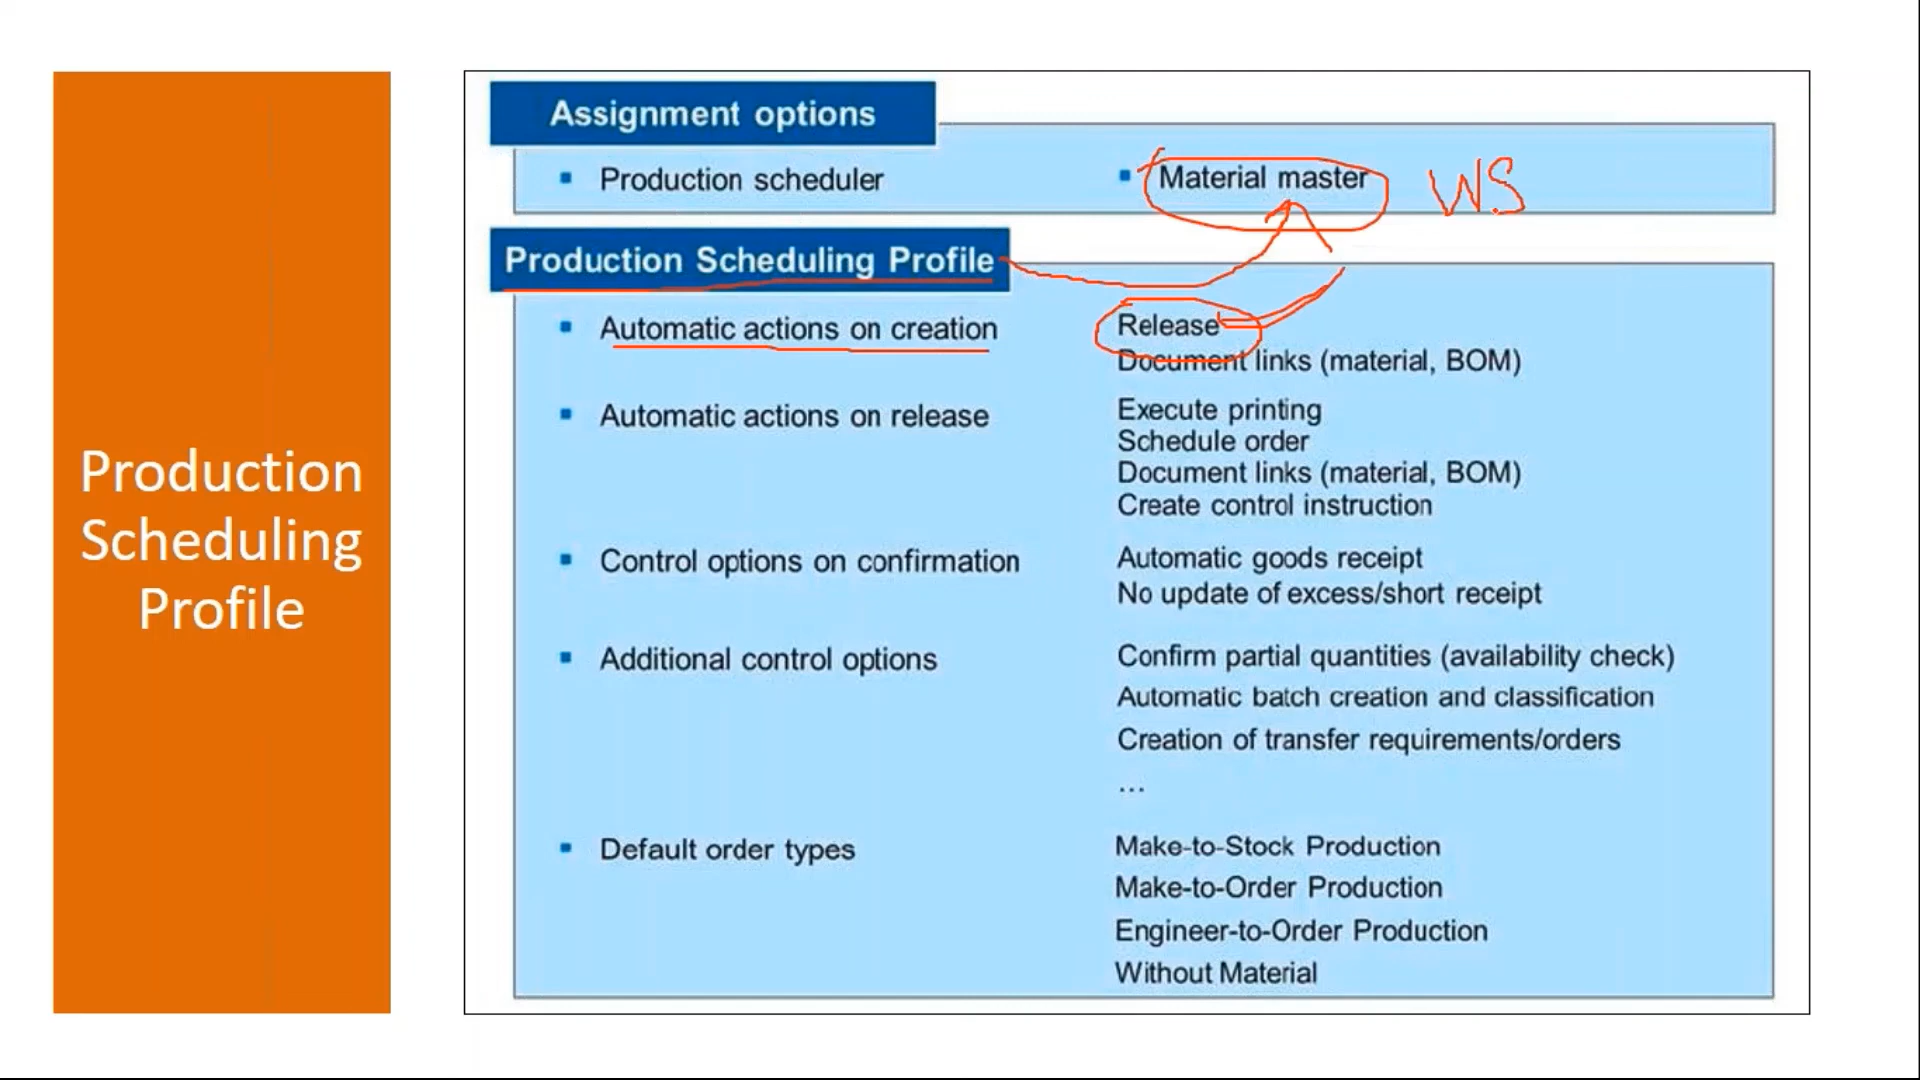 Production
Scheduling
Profile
Assignment options
▪ Production scheduler
▪ Material master
W.S
Production Scheduling Profile
▪ Automatic actions on creation
Release
Document links (material, BOM)
▪ Automatic actions on release
Execute printing
Schedule order
Document links (material, BOM)
Create control instruction
▪ Control options on confirmation
Automatic goods receipt
No update of excess/short receipt
▪ Additional control options
Confirm partial quantities (availability check)
Automatic batch creation and classification
Creation of transfer requirements/orders
...
▪ Default order types
Make-to-Stock Production
Make-to-Order Production
Engineer-to-Order Production
Without Material